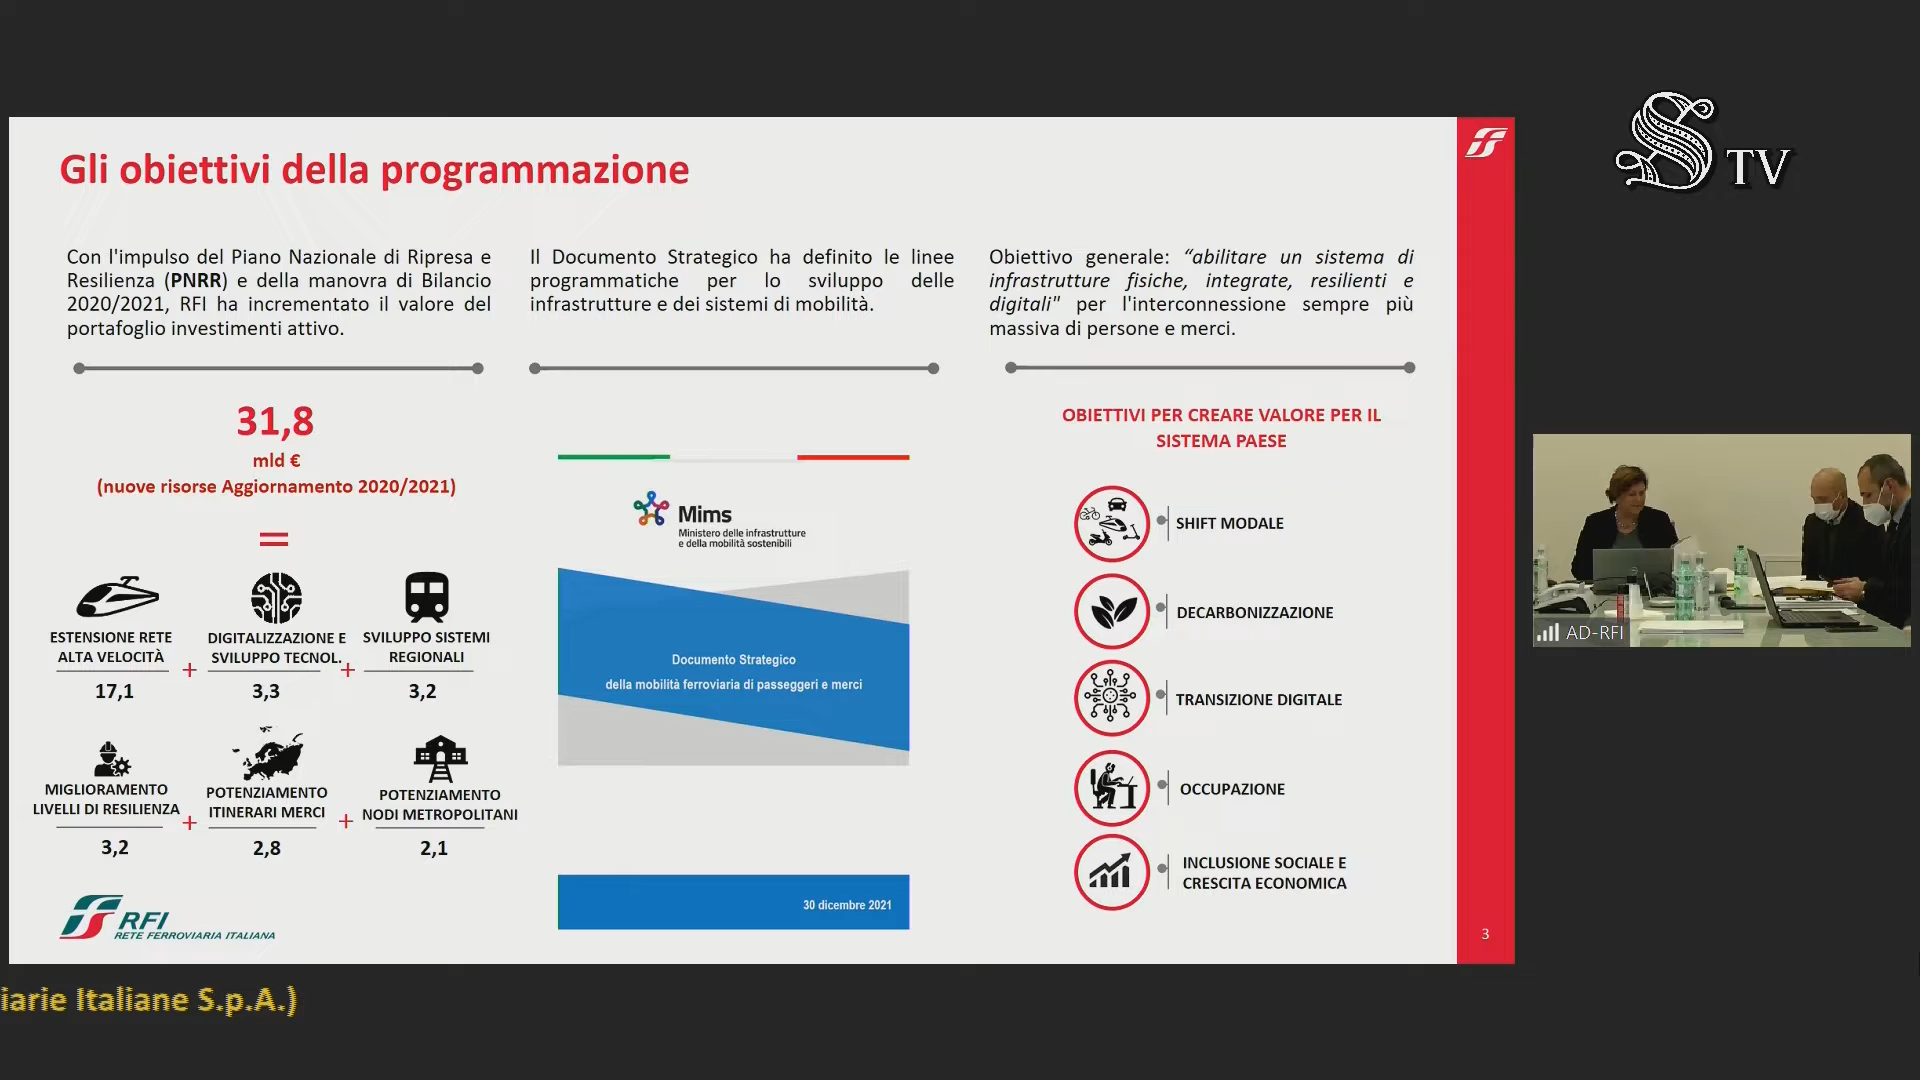 Gli obiettivi della programmazione
Con l'impulso del Piano Nazionale di Ripresa e
Resilienza (PNRR) e della manovra di Bilancio
2020/2021, RFI ha incrementato il valore del
portafoglio investimenti attivo.
31,8
mld €
(nuove risorse Aggiornamento 2020/2021)
=
ESTENSIONE RETE
ALTA VELOCITÀ
17,1
+
DIGITALIZZAZIONE E
SVILUPPO TECNOL.
3,3
+
SVILUPPO SISTEMI
REGIONALI
3,2
MIGLIORAMENTO
LIVELLI DI RESILIENZA
3,2
+
POTENZIAMENTO
ITINERARI MERCI
2,8
+
POTENZIAMENTO
NODI METROPOLITANI
2,1
RFI
RETE FERROVIARIA ITALIANA
Il Documento Strategico ha definito le linee
programmatiche per lo sviluppo delle
infrastrutture e dei sistemi di mobilità.
Mims
Ministero delle infrastrutture
e della mobilità sostenibili
Documento Strategico
della mobilità ferroviaria di passeggeri e merci
30 dicembre 2021
Obiettivo generale: “abilitare un sistema di
infrastrutture fisiche, integrate, resilienti e
digitali" per l'interconnessione sempre più
massiva di persone e merci.
OBIETTIVI PER CREARE VALORE PER IL
SISTEMA PAESE
SHIFT MODALE
DECARBONIZZAZIONE
TRANSIZIONE DIGITALE
OCCUPAZIONE
INCLUSIONE SOCIALE E
CRESCITA ECONOMICA
3
S TV
AD-RFI
iarie Italiane S.p.A.)